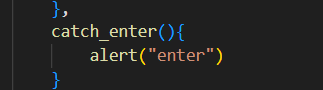 },
catch_enter(){
alert("enter")
}